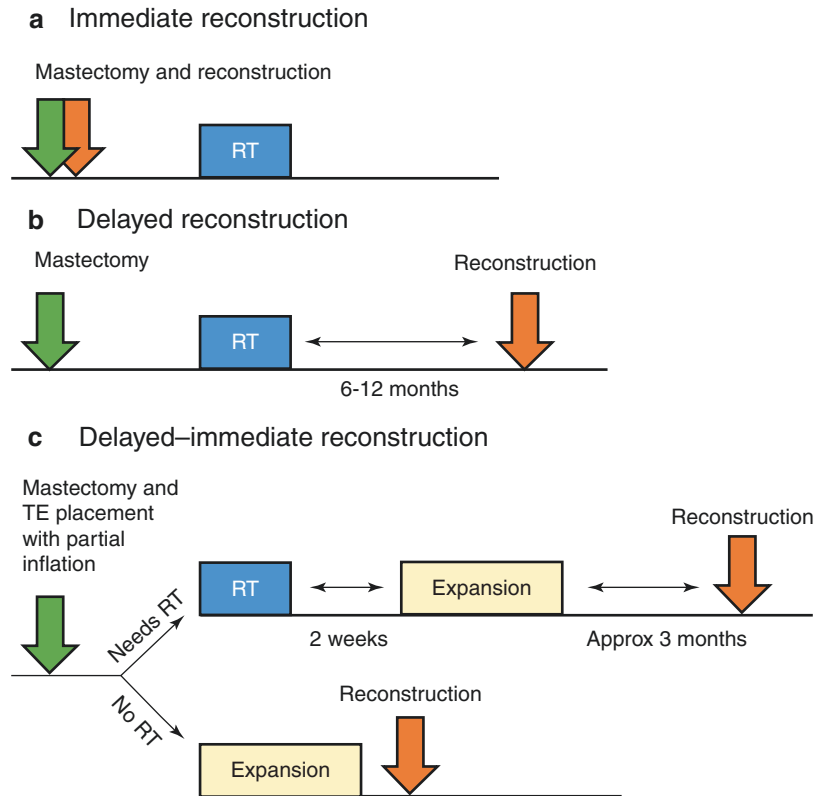 a Immediate reconstruction
Mastectomy and reconstruction
RT
b Delayed reconstruction
Mastectomy
Reconstruction
RT
6-12 months
c Delayed–immediate reconstruction
Mastectomy and
TE placement
with partial
inflation
Reconstruction
Needs RT
RT
Expansion
2 weeks
Approx 3 months
No RT
Reconstruction
Expansion